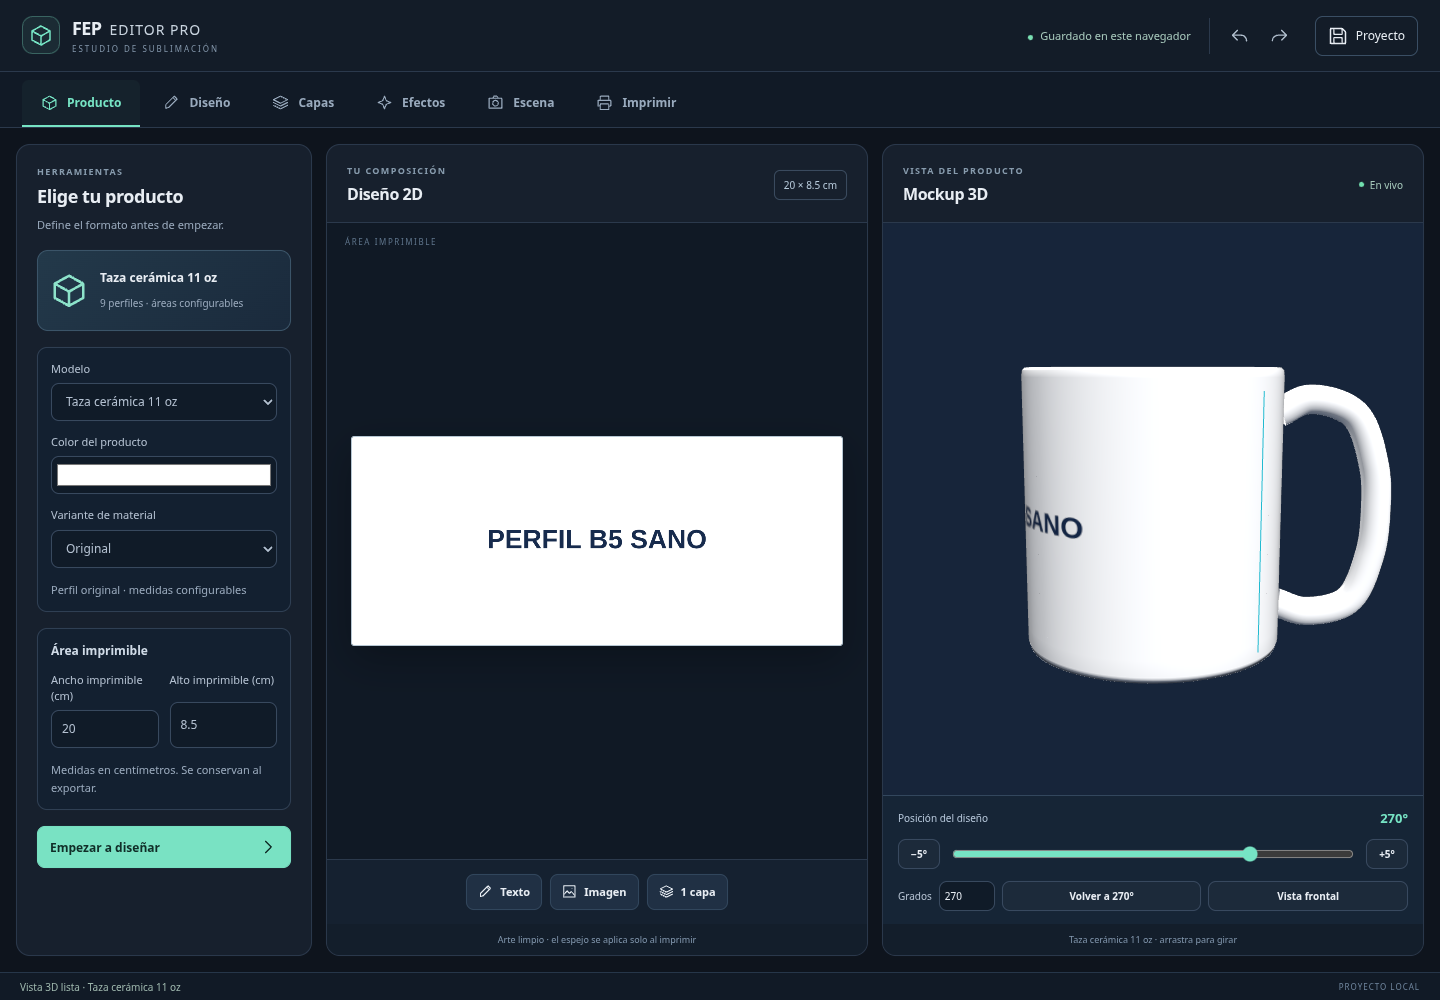 FEP EDITOR PRO
ESTUDIO DE SUBLIMACIÓN
Guardado en este navegador
Proyecto
Producto
Diseño
Capas
Efectos
Escena
Imprimir
HERRAMIENTAS
Elige tu producto
Define el formato antes de empezar.
Taza cerámica 11 oz
9 perfiles · áreas configurables
Modelo
Taza cerámica 11 oz
Color del producto
Variante de material
Original
Perfil original · medidas configurables
Área imprimible
Ancho imprimible
(cm)
Alto imprimible (cm)
20
8.5
Medidas en centímetros. Se conservan al
exportar.
Empezar a diseñar
TU COMPOSICIÓN
Diseño 2D
20 × 8.5 cm
ÁREA IMPRIMIBLE
PERFIL B5 SANO
Texto
Imagen
1 capa
Arte limpio · el espejo se aplica solo al imprimir
VISTA DEL PRODUCTO
Mockup 3D
En vivo
SANO
Posición del diseño
270°
−5°
+5°
Grados
270
Volver a 270°
Vista frontal
Taza cerámica 11 oz · arrastra para girar
Vista 3D lista · Taza cerámica 11 oz
PROYECTO LOCAL